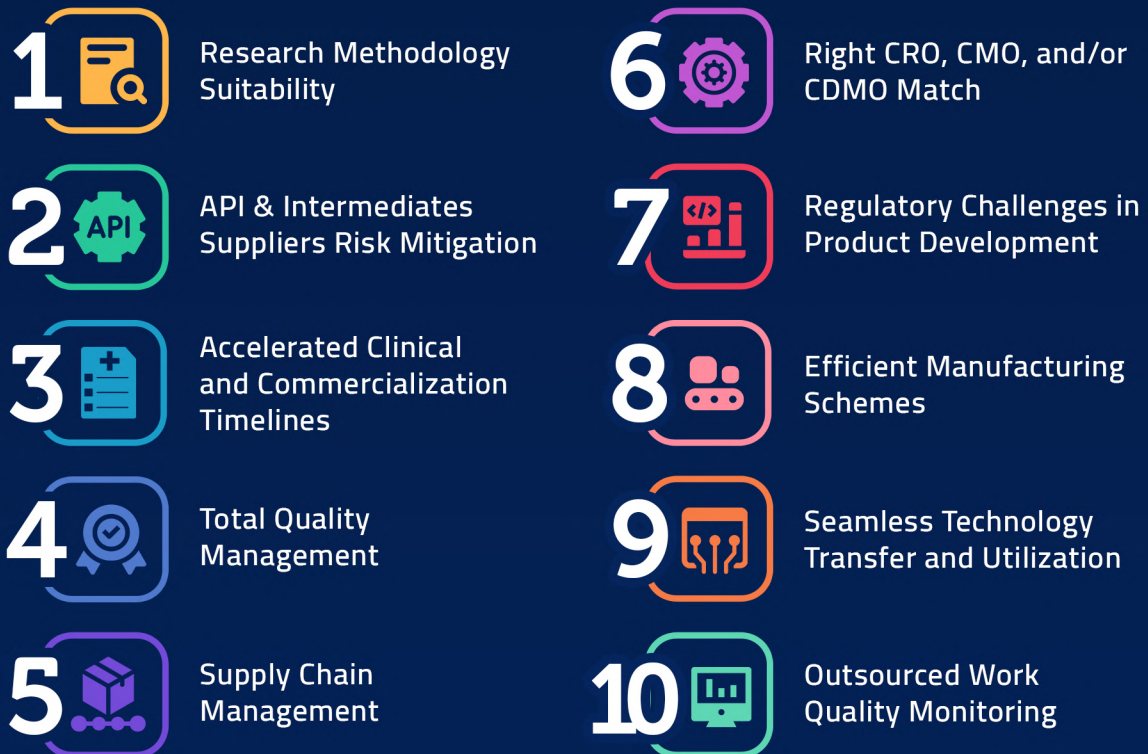 1
Research Methodology
Suitability
2
API
API & Intermediates
Suppliers Risk Mitigation
3
Accelerated Clinical
and Commercialization
Timelines
4
Total Quality
Management
5
Supply Chain
Management
6
Right CRO, CMO, and/or
CDMO Match
7
</>
Regulatory Challenges in
Product Development
8
Efficient Manufacturing
Schemes
9
Seamless Technology
Transfer and Utilization
10
Outsourced Work
Quality Monitoring